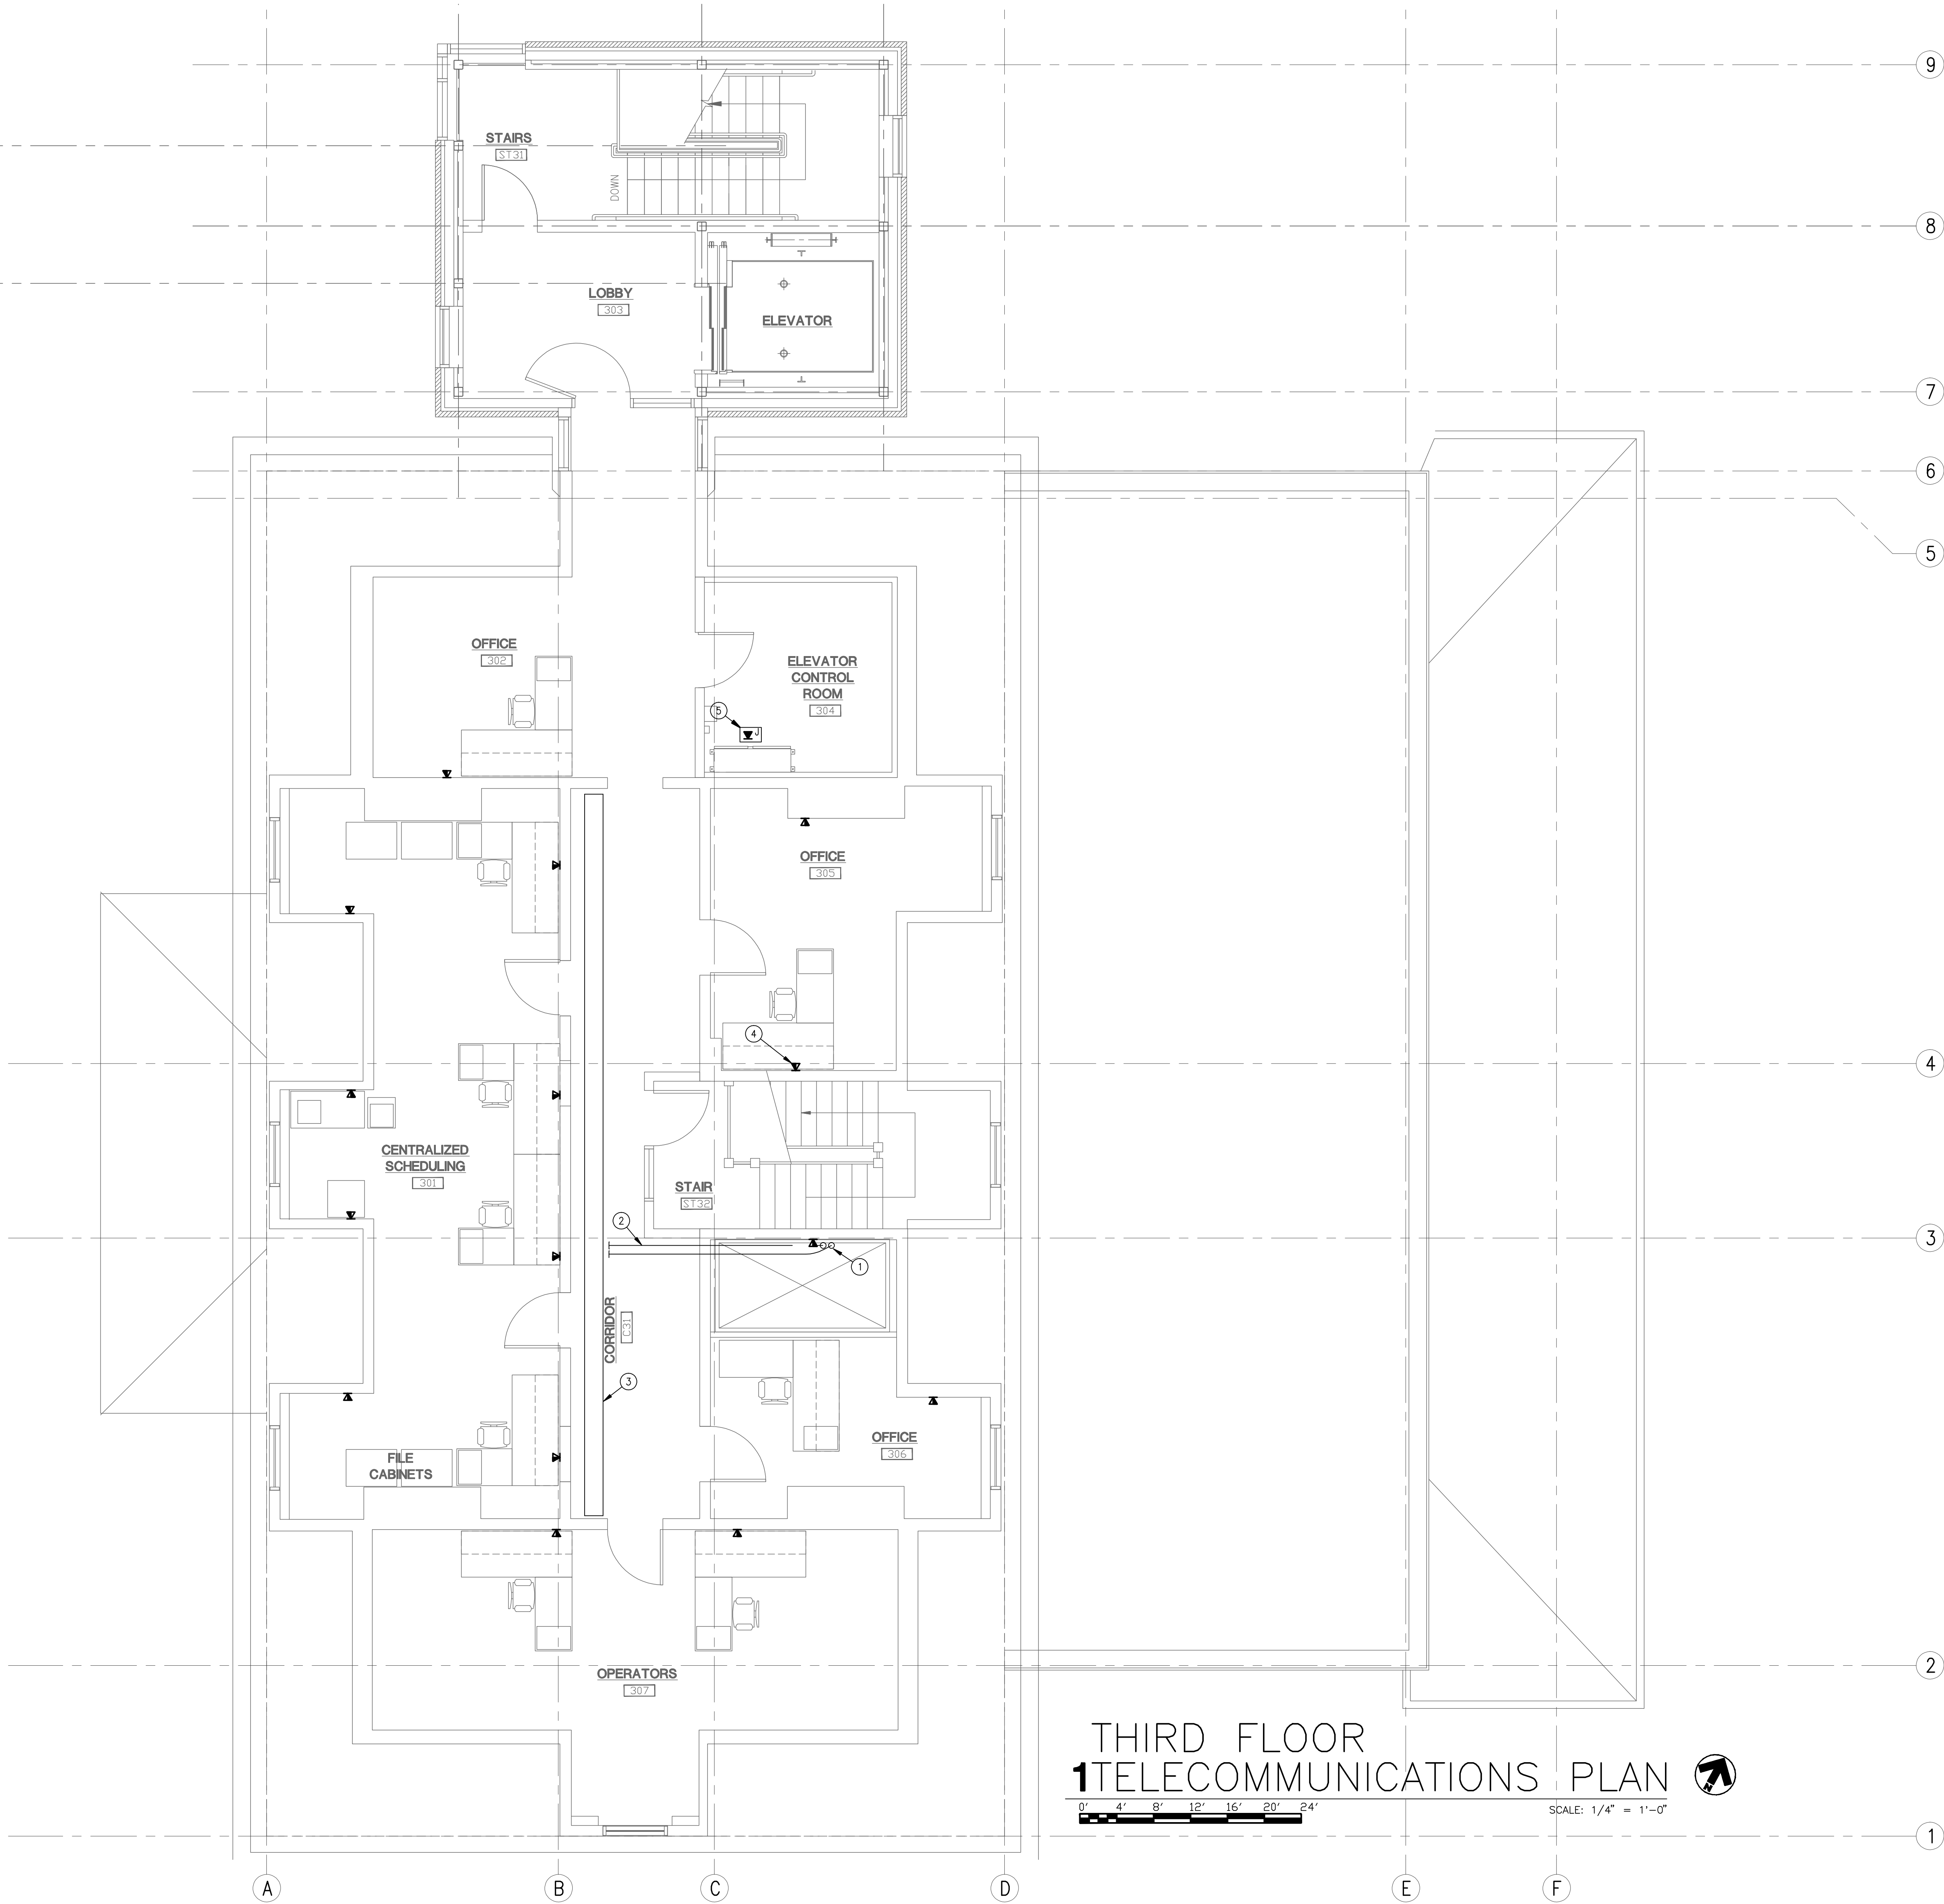 9
STAIRS
ST31
DOWN
8
LOBBY
303
ELEVATOR
7
6
5
OFFICE
302
ELEVATOR
CONTROL
ROOM
304
5
J
OFFICE
305
4
4
CENTRALIZED
SCHEDULING
301
STAIR
ST32
2
3
1
CORRIDOR
C31
3
OFFICE
306
FILE
CABINETS
OPERATORS
307
2
THIRD FLOOR
1 TELECOMMUNICATIONS PLAN
N
0' 4' 8' 12' 16' 20' 24'
SCALE: 1/4" = 1'-0"
1
A B C D E F